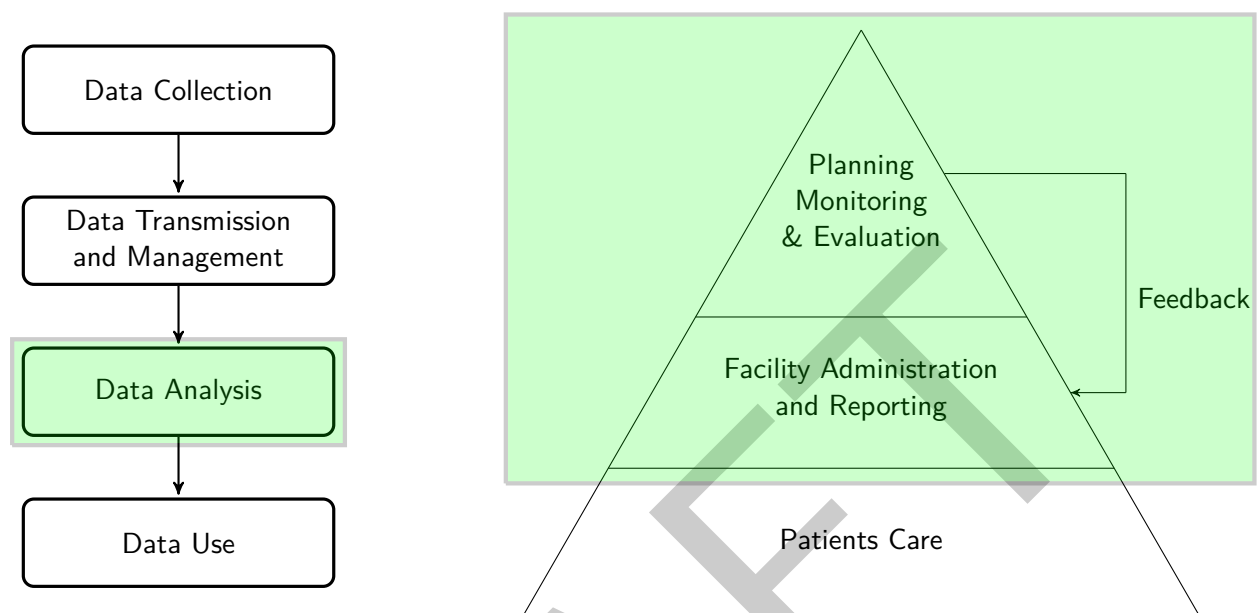 Data Collection
Data Transmission
and Management
Data Analysis
Data Use
Planning
Monitoring
& Evaluation
Feedback
Facility Administration
and Reporting
Patients Care
FT